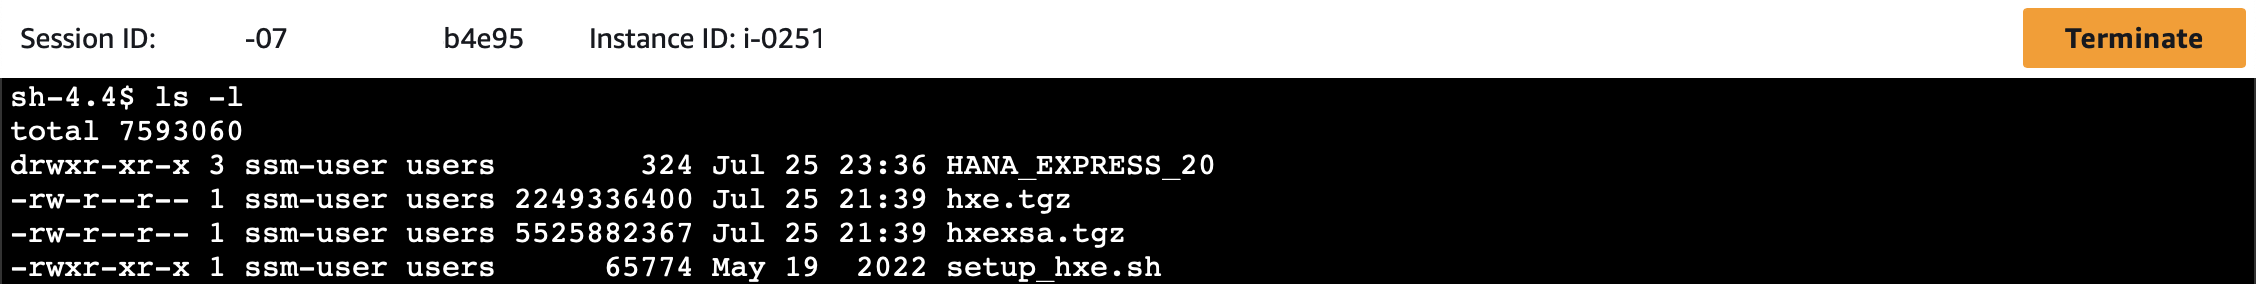 Session ID: -07 b4e95 Instance ID: i-0251
Terminate
sh-4.4$ ls -l
total 7593060
drwxr-xr-x 3 ssm-user users        324 Jul 25 23:36 HANA_EXPRESS_20
-rw-r--r-- 1 ssm-user users 2249336400 Jul 25 21:39 hxe.tgz
-rw-r--r-- 1 ssm-user users 5525882367 Jul 25 21:39 hxexsa.tgz
-rwxr-xr-x 1 ssm-user users      65774 May 19  2022 setup_hxe.sh